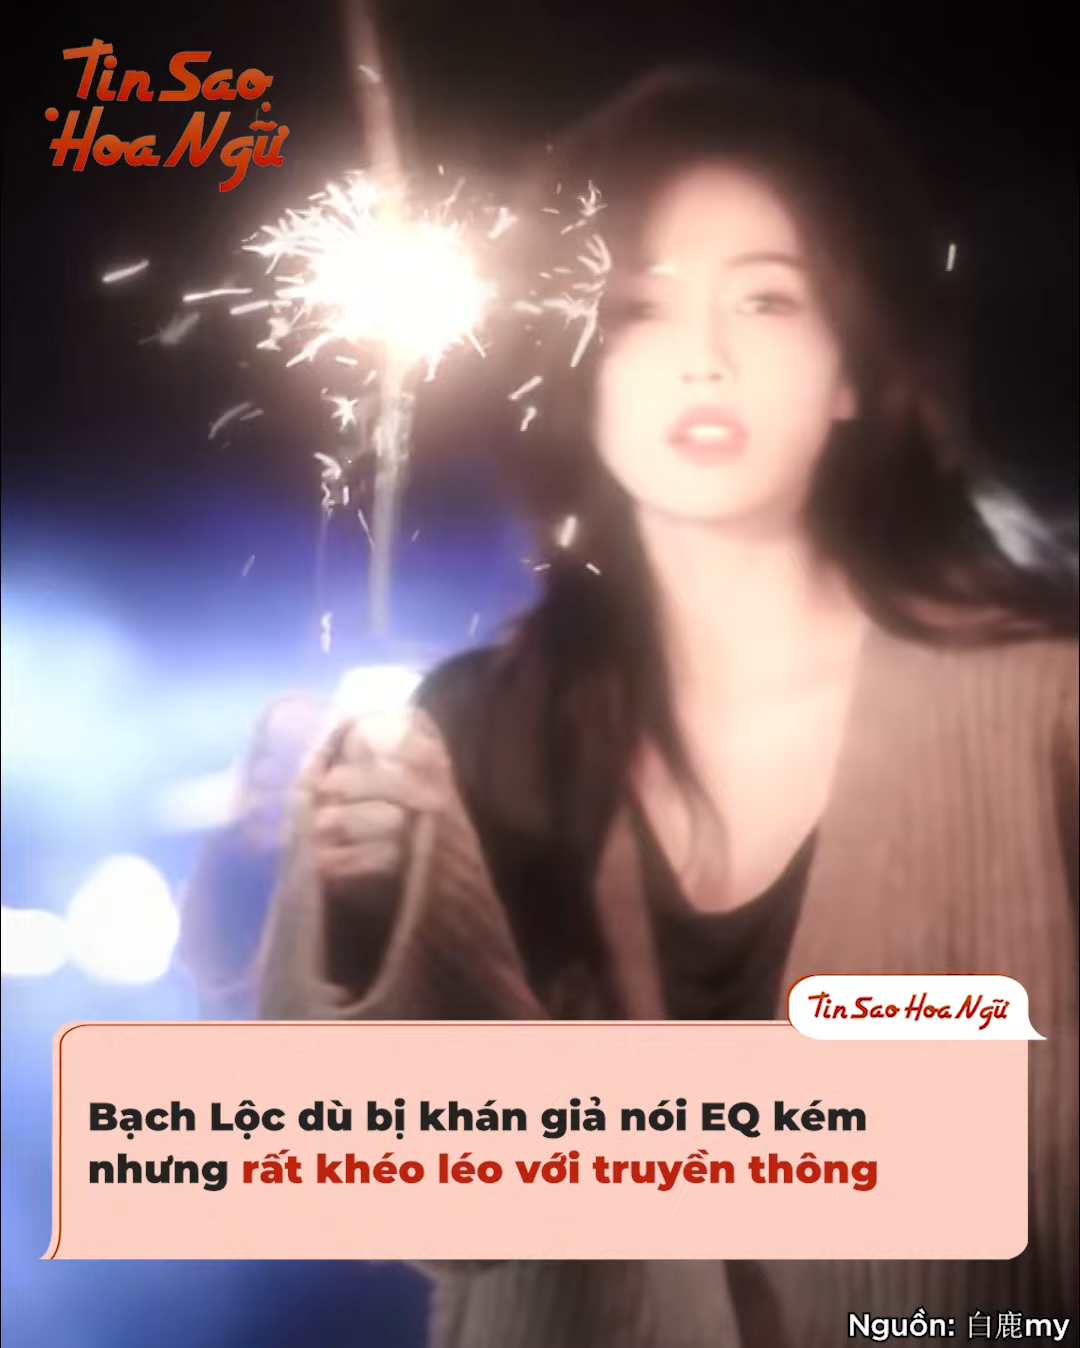 Tin Sao
Hoa Ngữ
Tin Sao Hoa Ngữ
Bạch Lộc dù bị khán giả nói EQ kém
nhưng rất khéo léo với truyền thông
Nguồn: 白鹿my